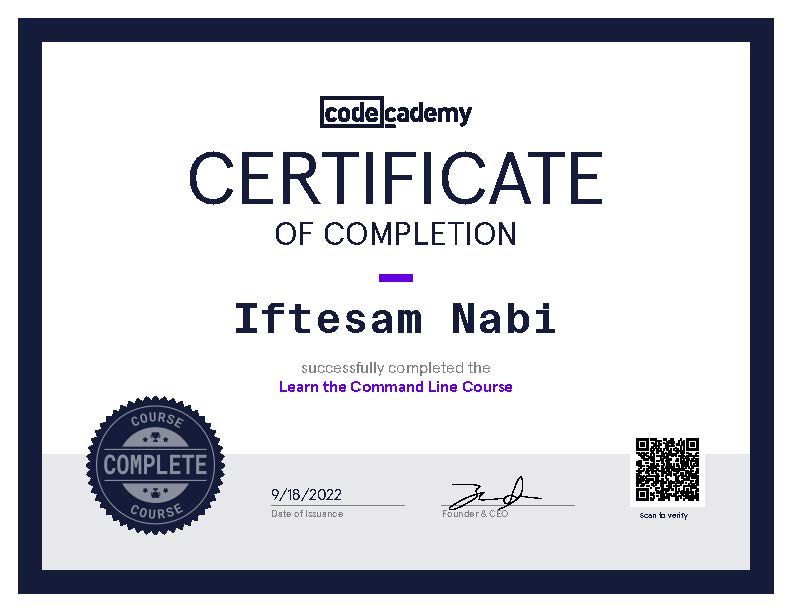 codecademy
CERTIFICATE
OF COMPLETION
Iftesam Nabi
successfully completed the
Learn the Command Line Course
COURSE
COMPLETE
COURSE
9/18/2022
Date of Issuance
Founder & CEO
Scan to verify